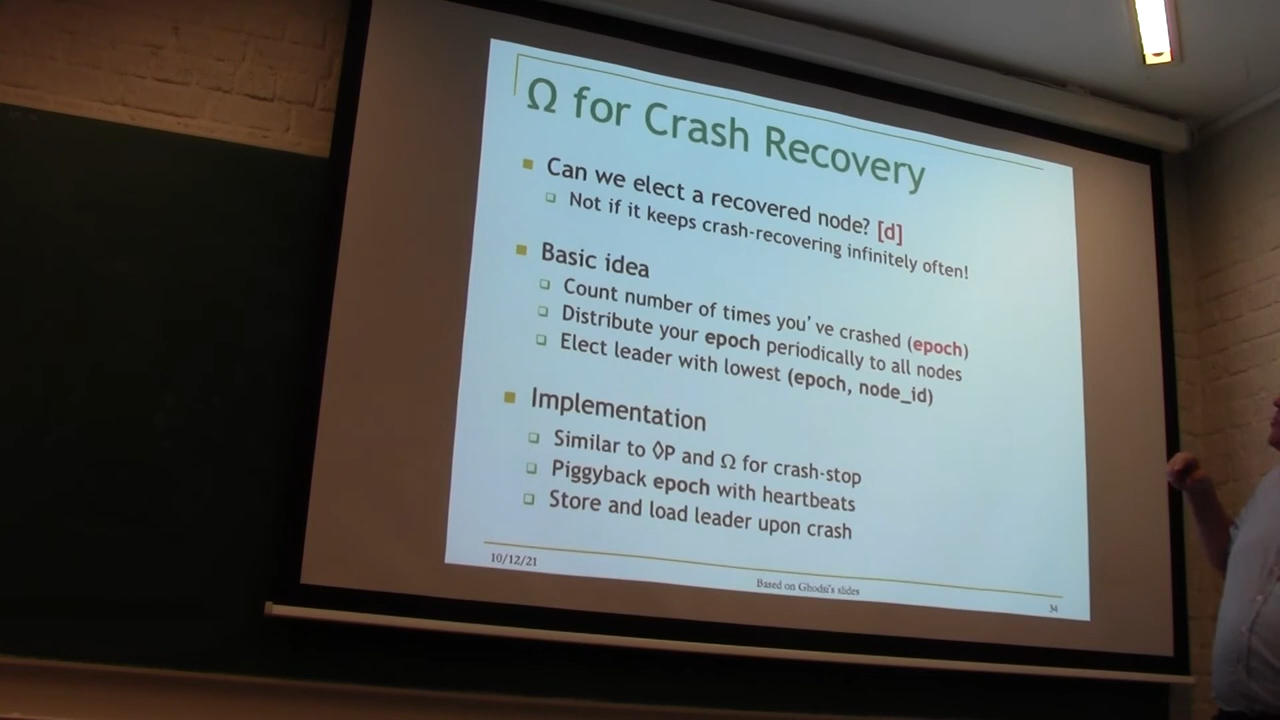 Ω for Crash Recovery
Can we elect a recovered node? [d]
Not if it keeps crash-recovering infinitely often!
Basic idea
Count number of times you've crashed (epoch)
Distribute your epoch periodically to all nodes
Elect leader with lowest (epoch, node_id)
Implementation
Similar to ◊P and Ω for crash-stop
Piggyback epoch with heartbeats
Store and load leader upon crash
10/12/21
Based on Ghodsi's slides
34